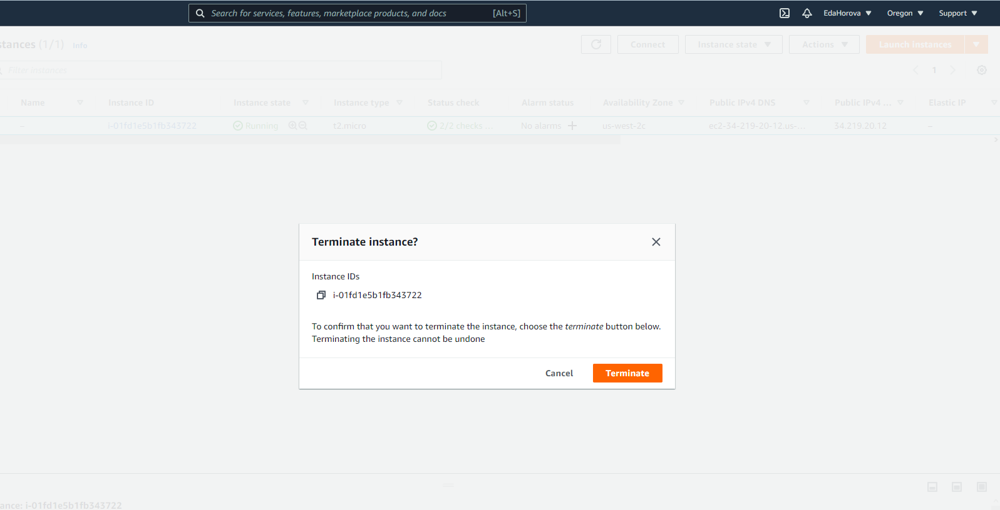 Search for services, features, marketplace products, and docs [Alt+S] EdaHorova Oregon Support
stances (1/1) Info Connect Instance state Actions Launch instances
Filter instances 1
Name Instance ID Instance state Instance type Status check Alarm status Availability Zone Public IPv4 DNS Public IPv4 ... Elastic IP
– i-01fd1e5b1fb343722 Running t2.micro 2/2 checks ... No alarms us-west-2c ec2-34-219-20-12.us-... 34.219.20.12 –
Terminate instance?
Instance IDs
i-01fd1e5b1fb343722
To confirm that you want to terminate the instance, choose the terminate button below.
Terminating the instance cannot be undone
Cancel Terminate
ance: i-01fd1e5b1fb343722